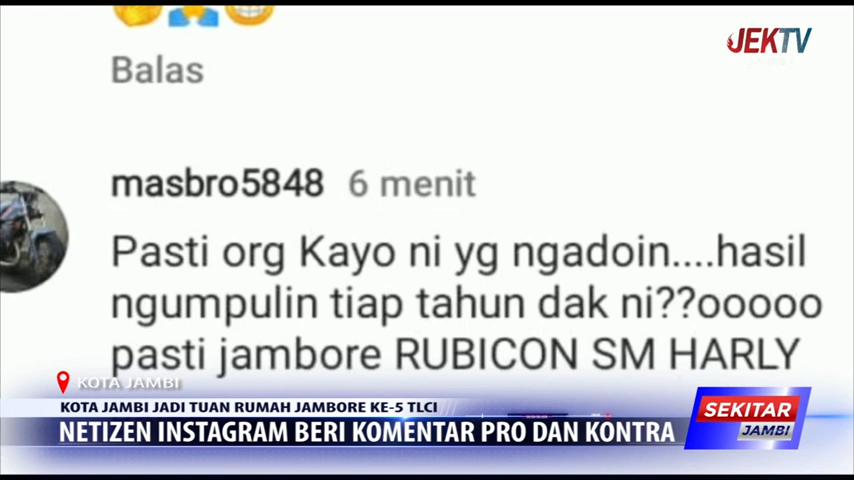 JEKTV
Balas
masbro5848 6 menit
Pasti org Kayo ni yg ngadoin....hasil
ngumpulin tiap tahun dak ni??ooooo
pasti jambore RUBICON SM HARLY
KOTA JAMBI
KOTA JAMBI JADI TUAN RUMAH JAMBORE KE-5 TLCI
NETIZEN INSTAGRAM BERI KOMENTAR PRO DAN KONTRA
SEKITAR
JAMBI